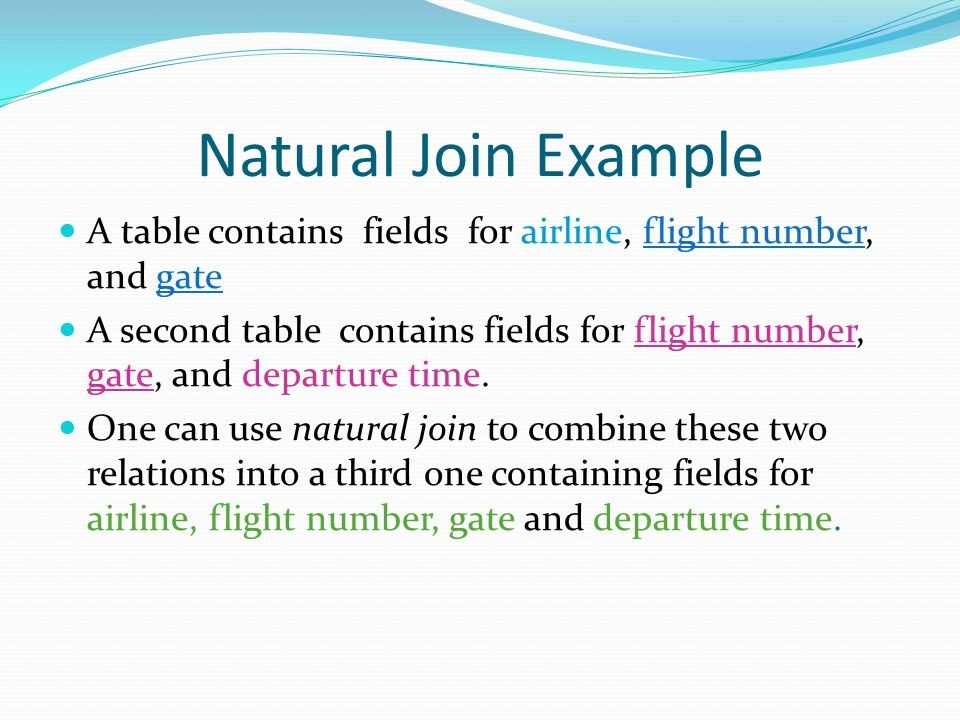 Natural Join Example
A table contains fields for airline, flight number,
and gate
A second table contains fields for flight number,
gate, and departure time.
One can use natural join to combine these two
relations into a third one containing fields for
airline, flight number, gate and departure time.